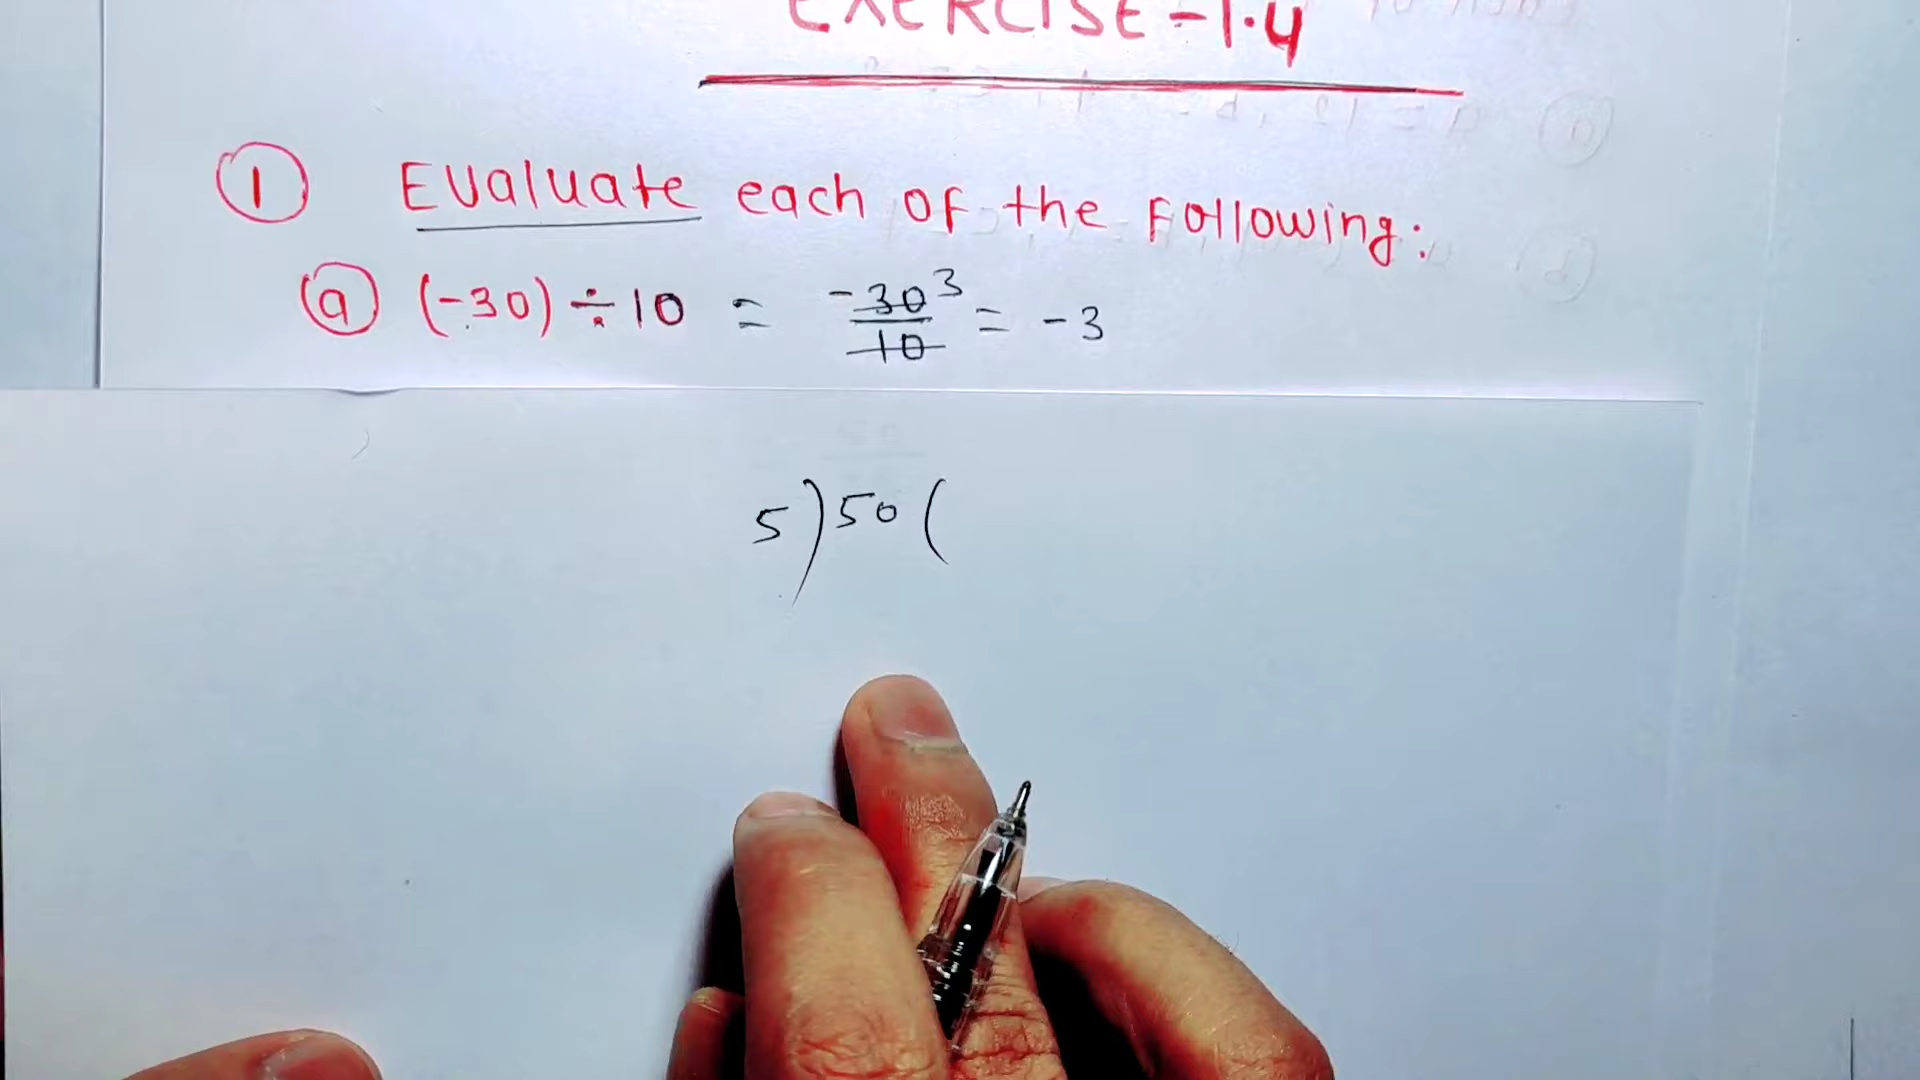 EXERCISE - 1.4
1 Evaluate each of the Following:
a (-30) ÷ 10 = -30³/10 = -3
5)50(